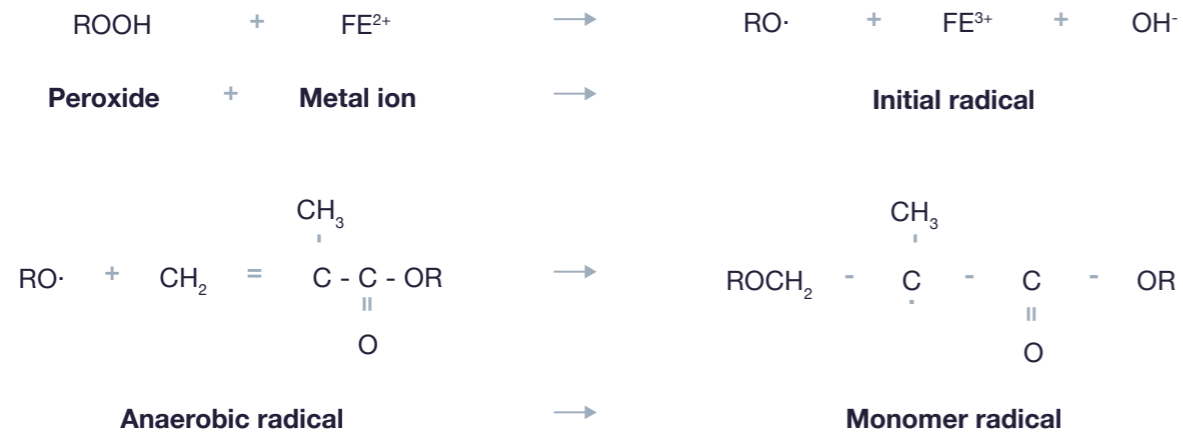 ROOH + FE²⁺ → RO· + FE³⁺ + OH⁻
Peroxide + Metal ion → Initial radical
CH₃ CH₃
RO· + CH₂ = C - C - OR → ROCH₂ - C - C - OR
O O
Anaerobic radical → Monomer radical